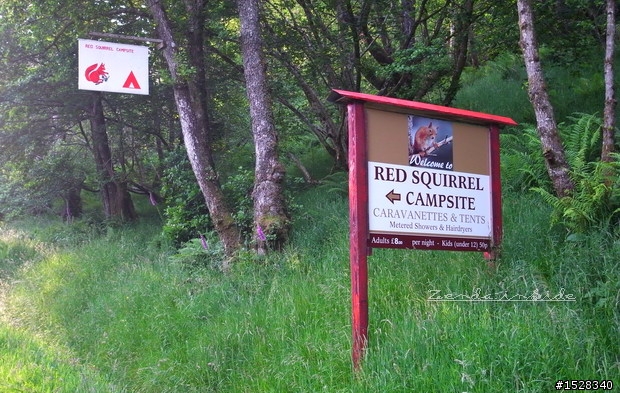 RED SQUIRREL CAMPSITE
Welcome to
RED SQUIRREL
CAMPSITE
CARAVANETTES & TENTS
Metered Showers & Hairdryers
Adults £8.00 per night - Kids (under 12) 50p
#1528340